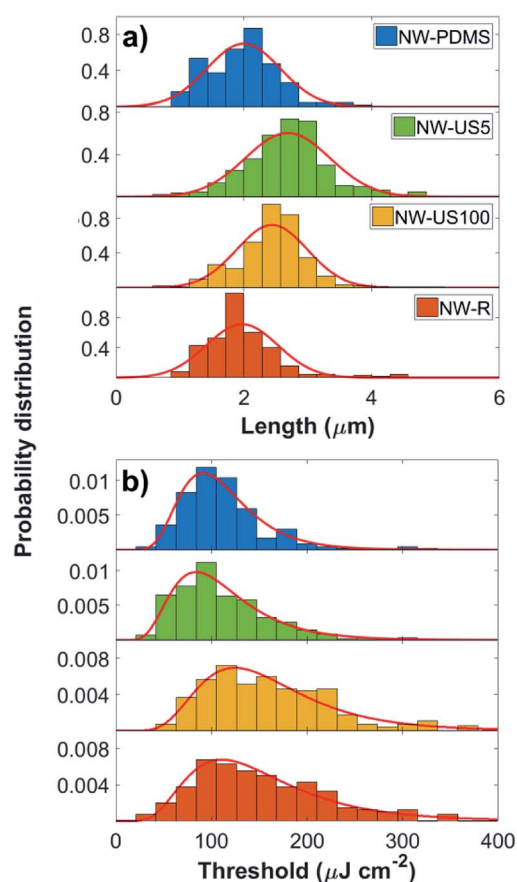 a)
0.8
0.4
NW-PDMS
0.8
0.4
NW-US5
0.8
0.4
NW-US100
0.8
0.4
NW-R
0 2 4 6
Length (μm)
Probability distribution
b)
0.01
0.005
0.01
0.005
0.008
0.004
0.008
0.004
0 100 200 300 400
Threshold (μJ cm-2)